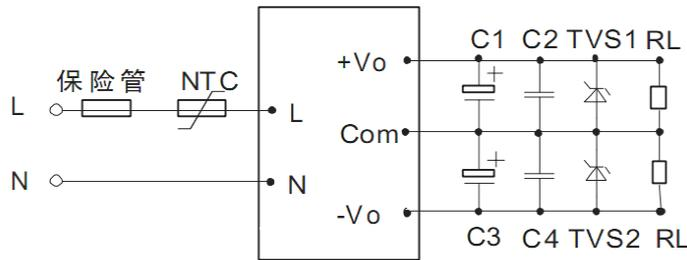 C1 C2 TVS1 RL
+Vo
保险管 NTC
L
L
Com
N
N
-Vo
C3 C4 TVS2 RL